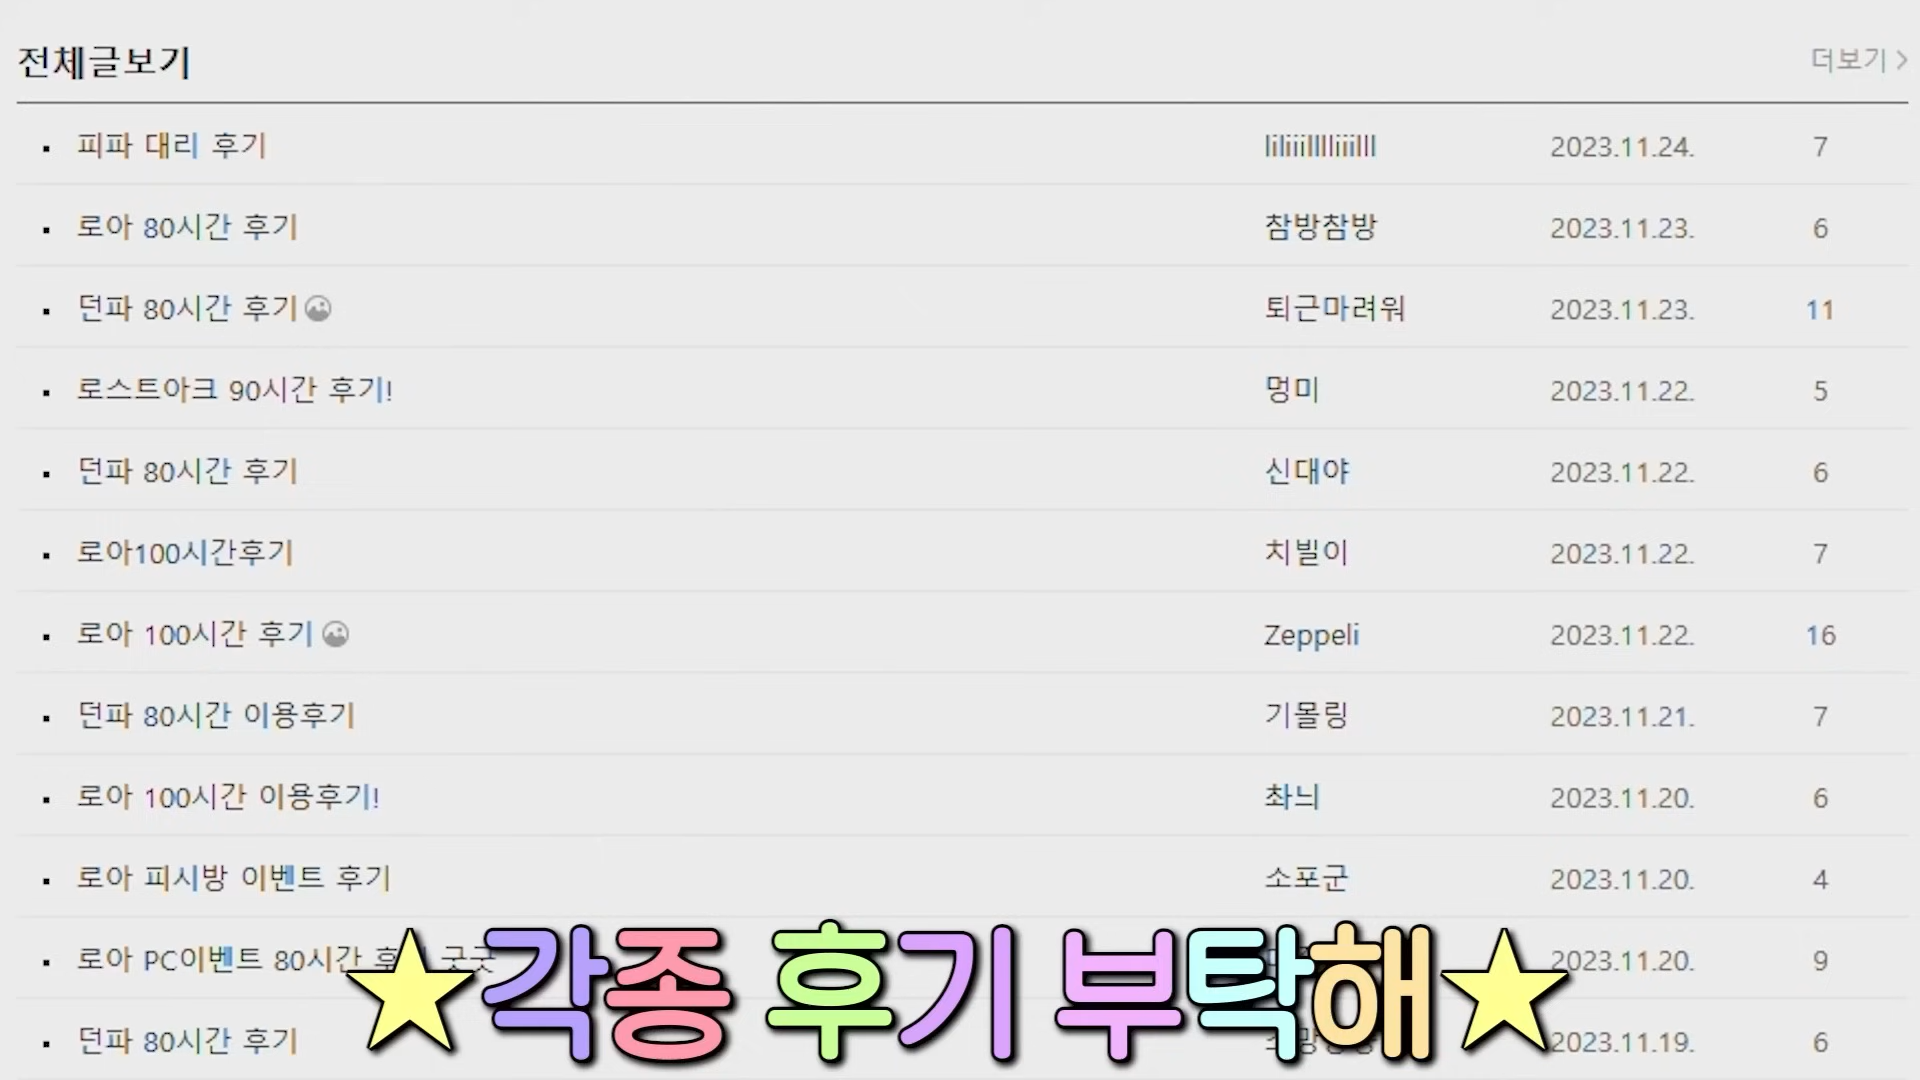 전체글보기 더보기 >
피파 대리 후기 2023.11.24. 7
로아 80시간 후기 참방참방 2023.11.23. 6
던파 80시간 후기 퇴근마려워 2023.11.23. 11
로스트아크 90시간 후기! 멍미 2023.11.22. 5
던파 80시간 후기 신대야 2023.11.22. 6
로아100시간후기 치빌이 2023.11.22. 7
로아 100시간 후기 Zeppeli 2023.11.22. 16
던파 80시간 이용후기 기몰링 2023.11.21. 7
로아 100시간 이용후기! 촤늬 2023.11.20. 6
로아 피시방 이벤트 후기 소포군 2023.11.20. 4
로아 PC이벤트 80시간 굿굿 2023.11.20. 9
던파 80시간 후기 2023.11.19. 6
★각종 후기 부탁해★